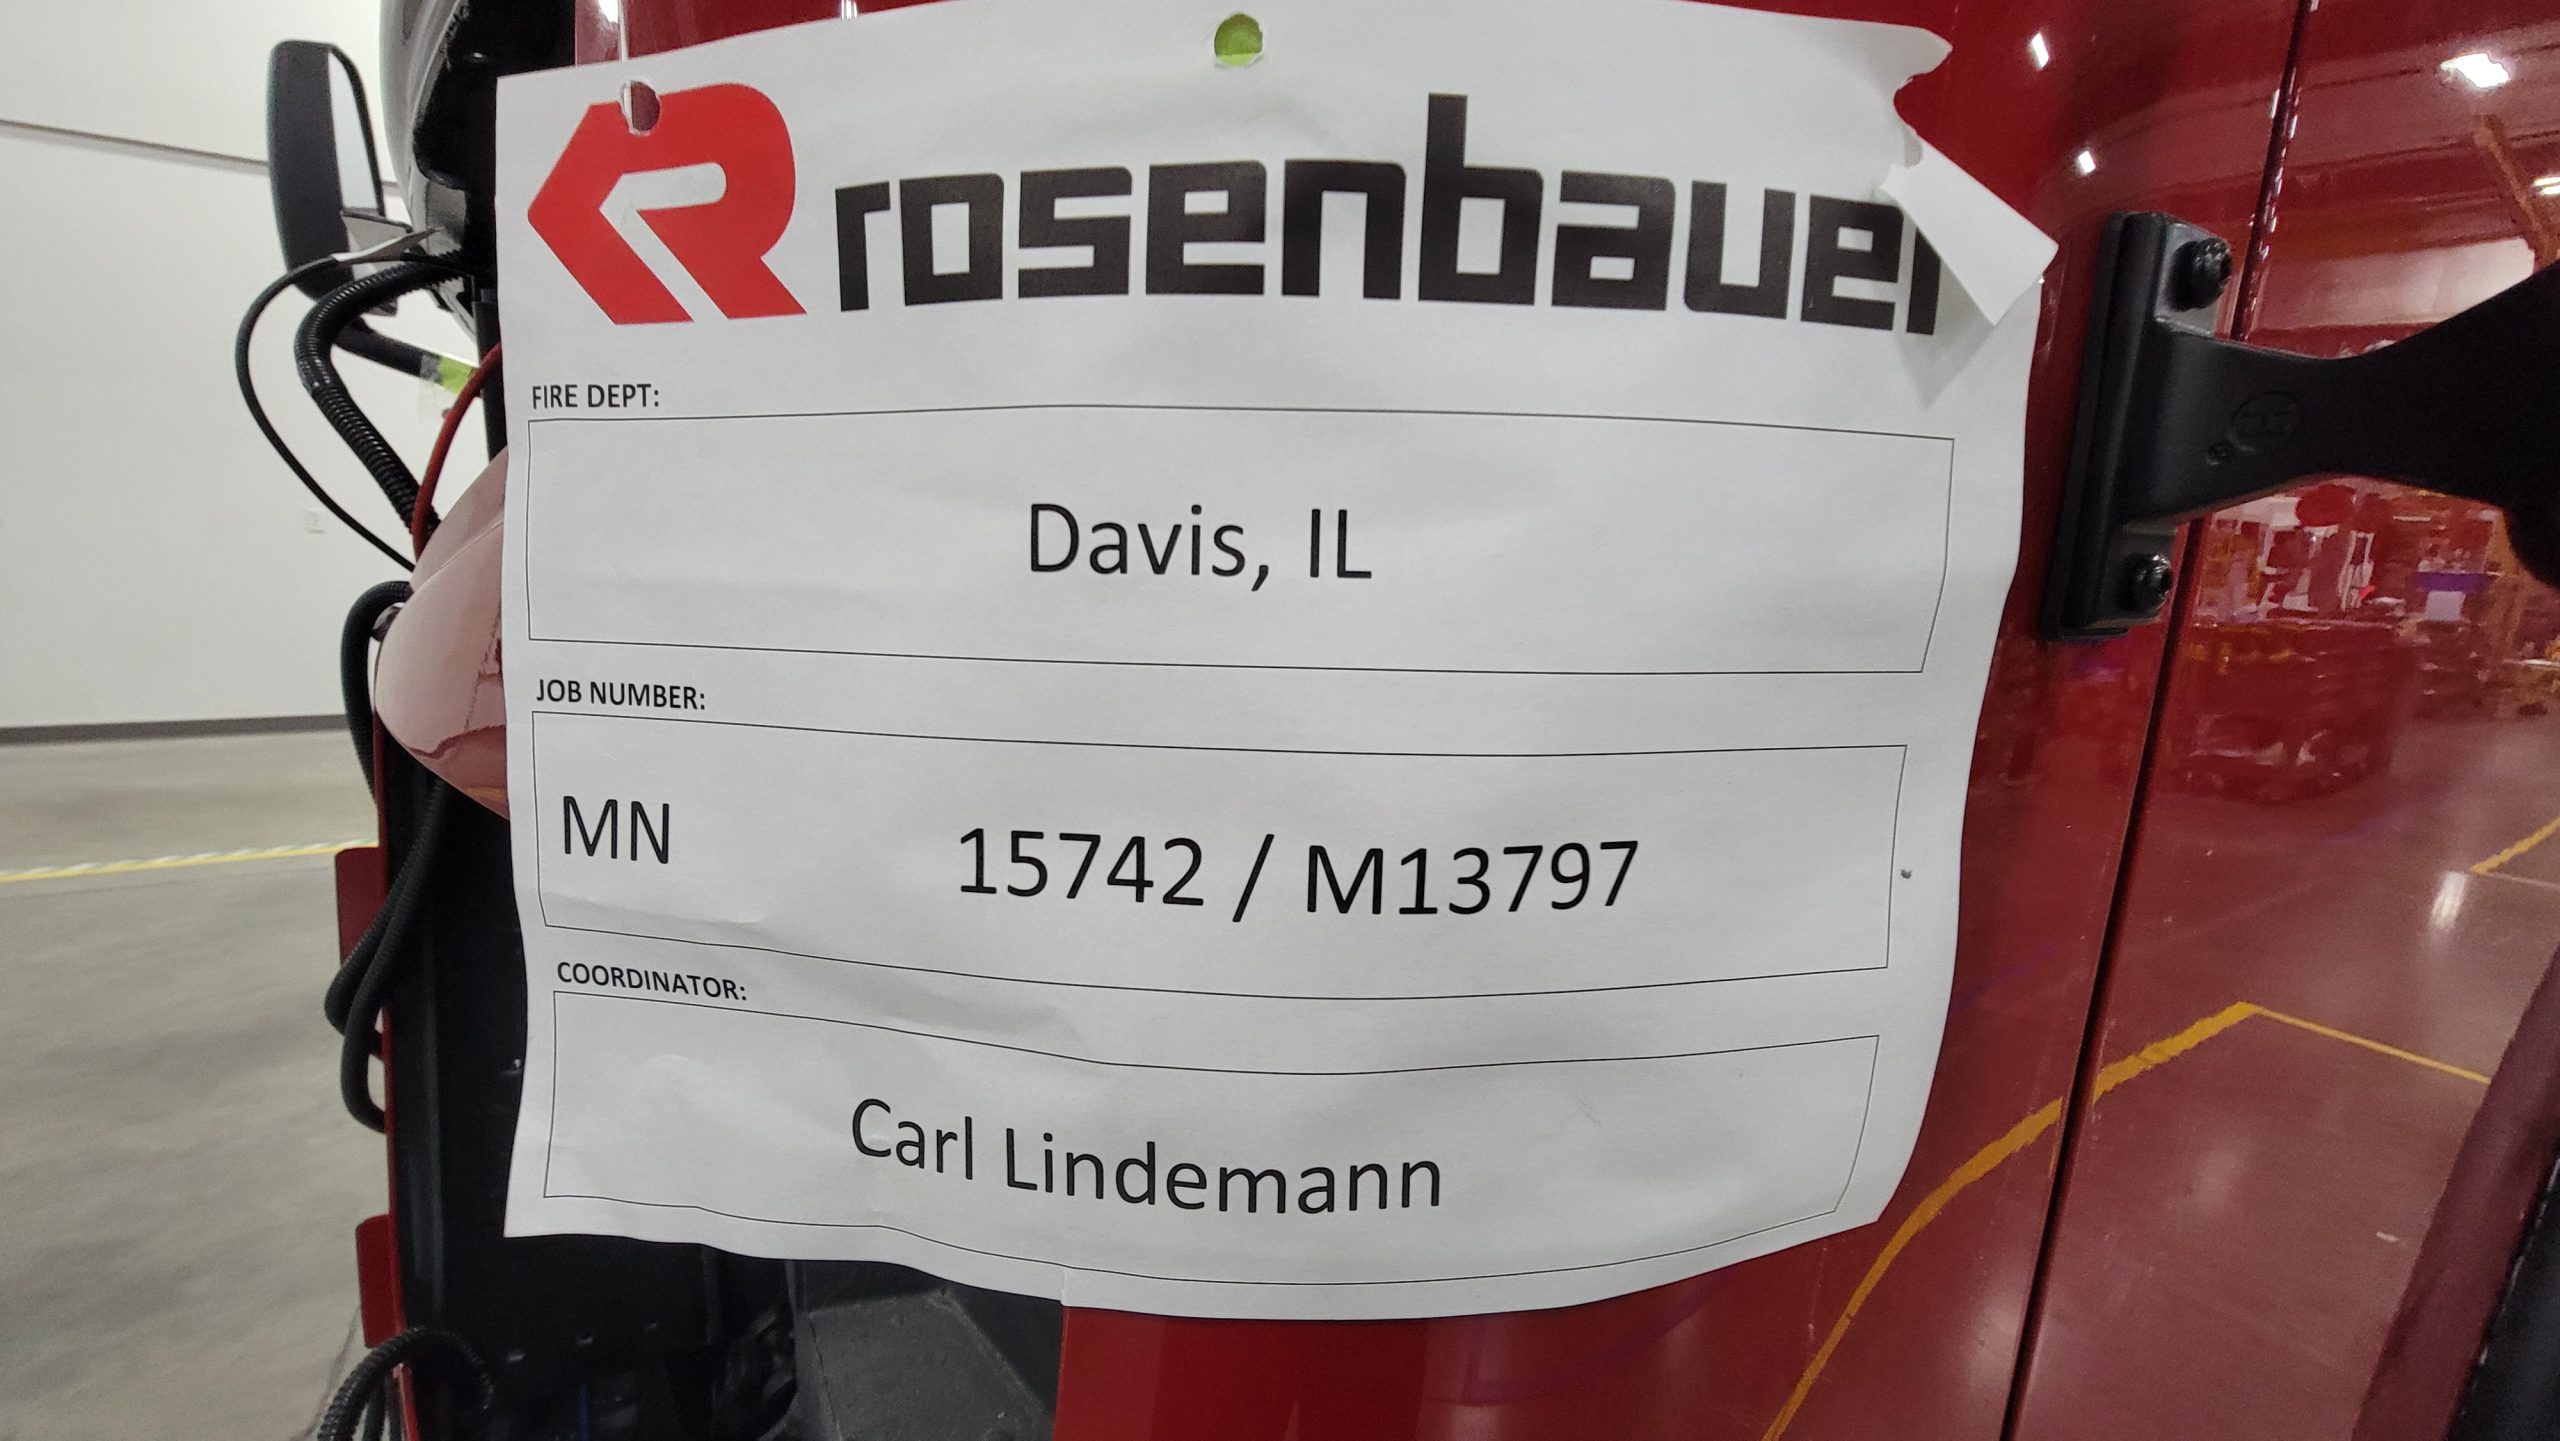 rosenbauer
FIRE DEPT:
Davis, IL
JOB NUMBER:
MN 15742 / M13797
COORDINATOR:
Carl Lindemann